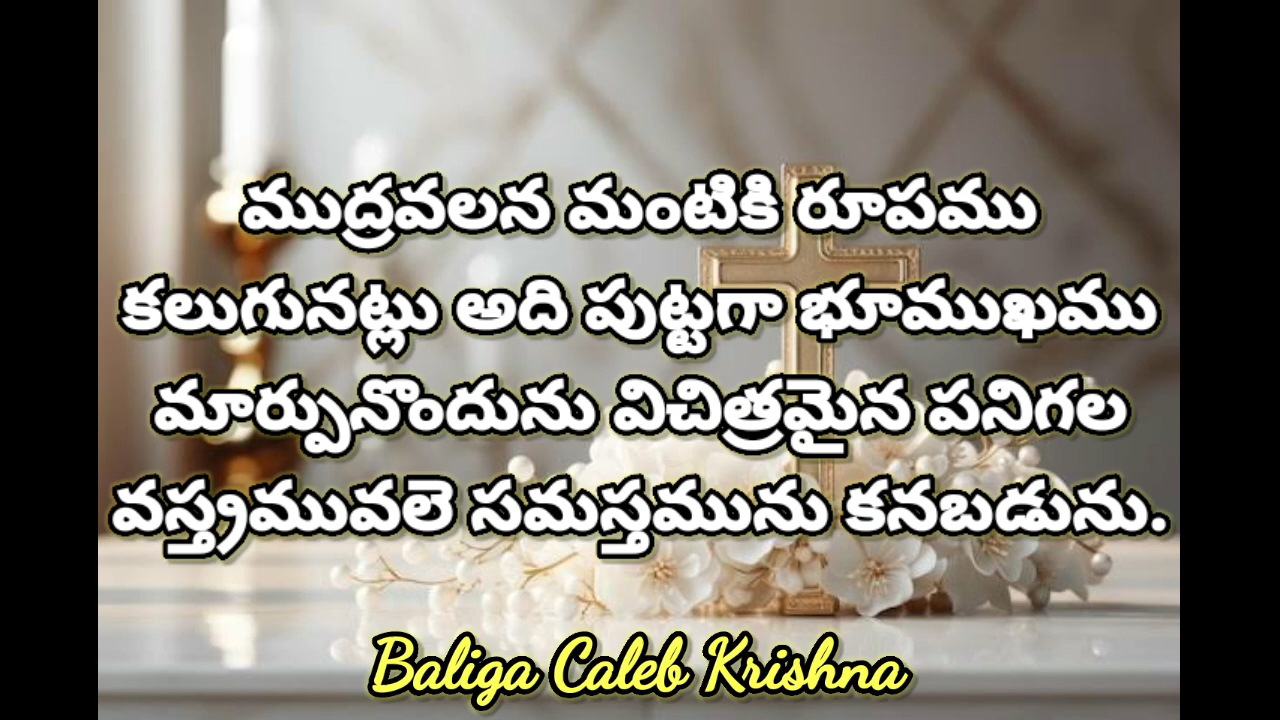 ముద్రవలన మంటికి రూపము
కలుగునట్లు అది పుట్టగా భూముఖము
మార్పునొందును విచిత్రమైన పనిగల
వస్త్రమువలె సమస్తమును కనబడును.
Baliga Caleb Krishna